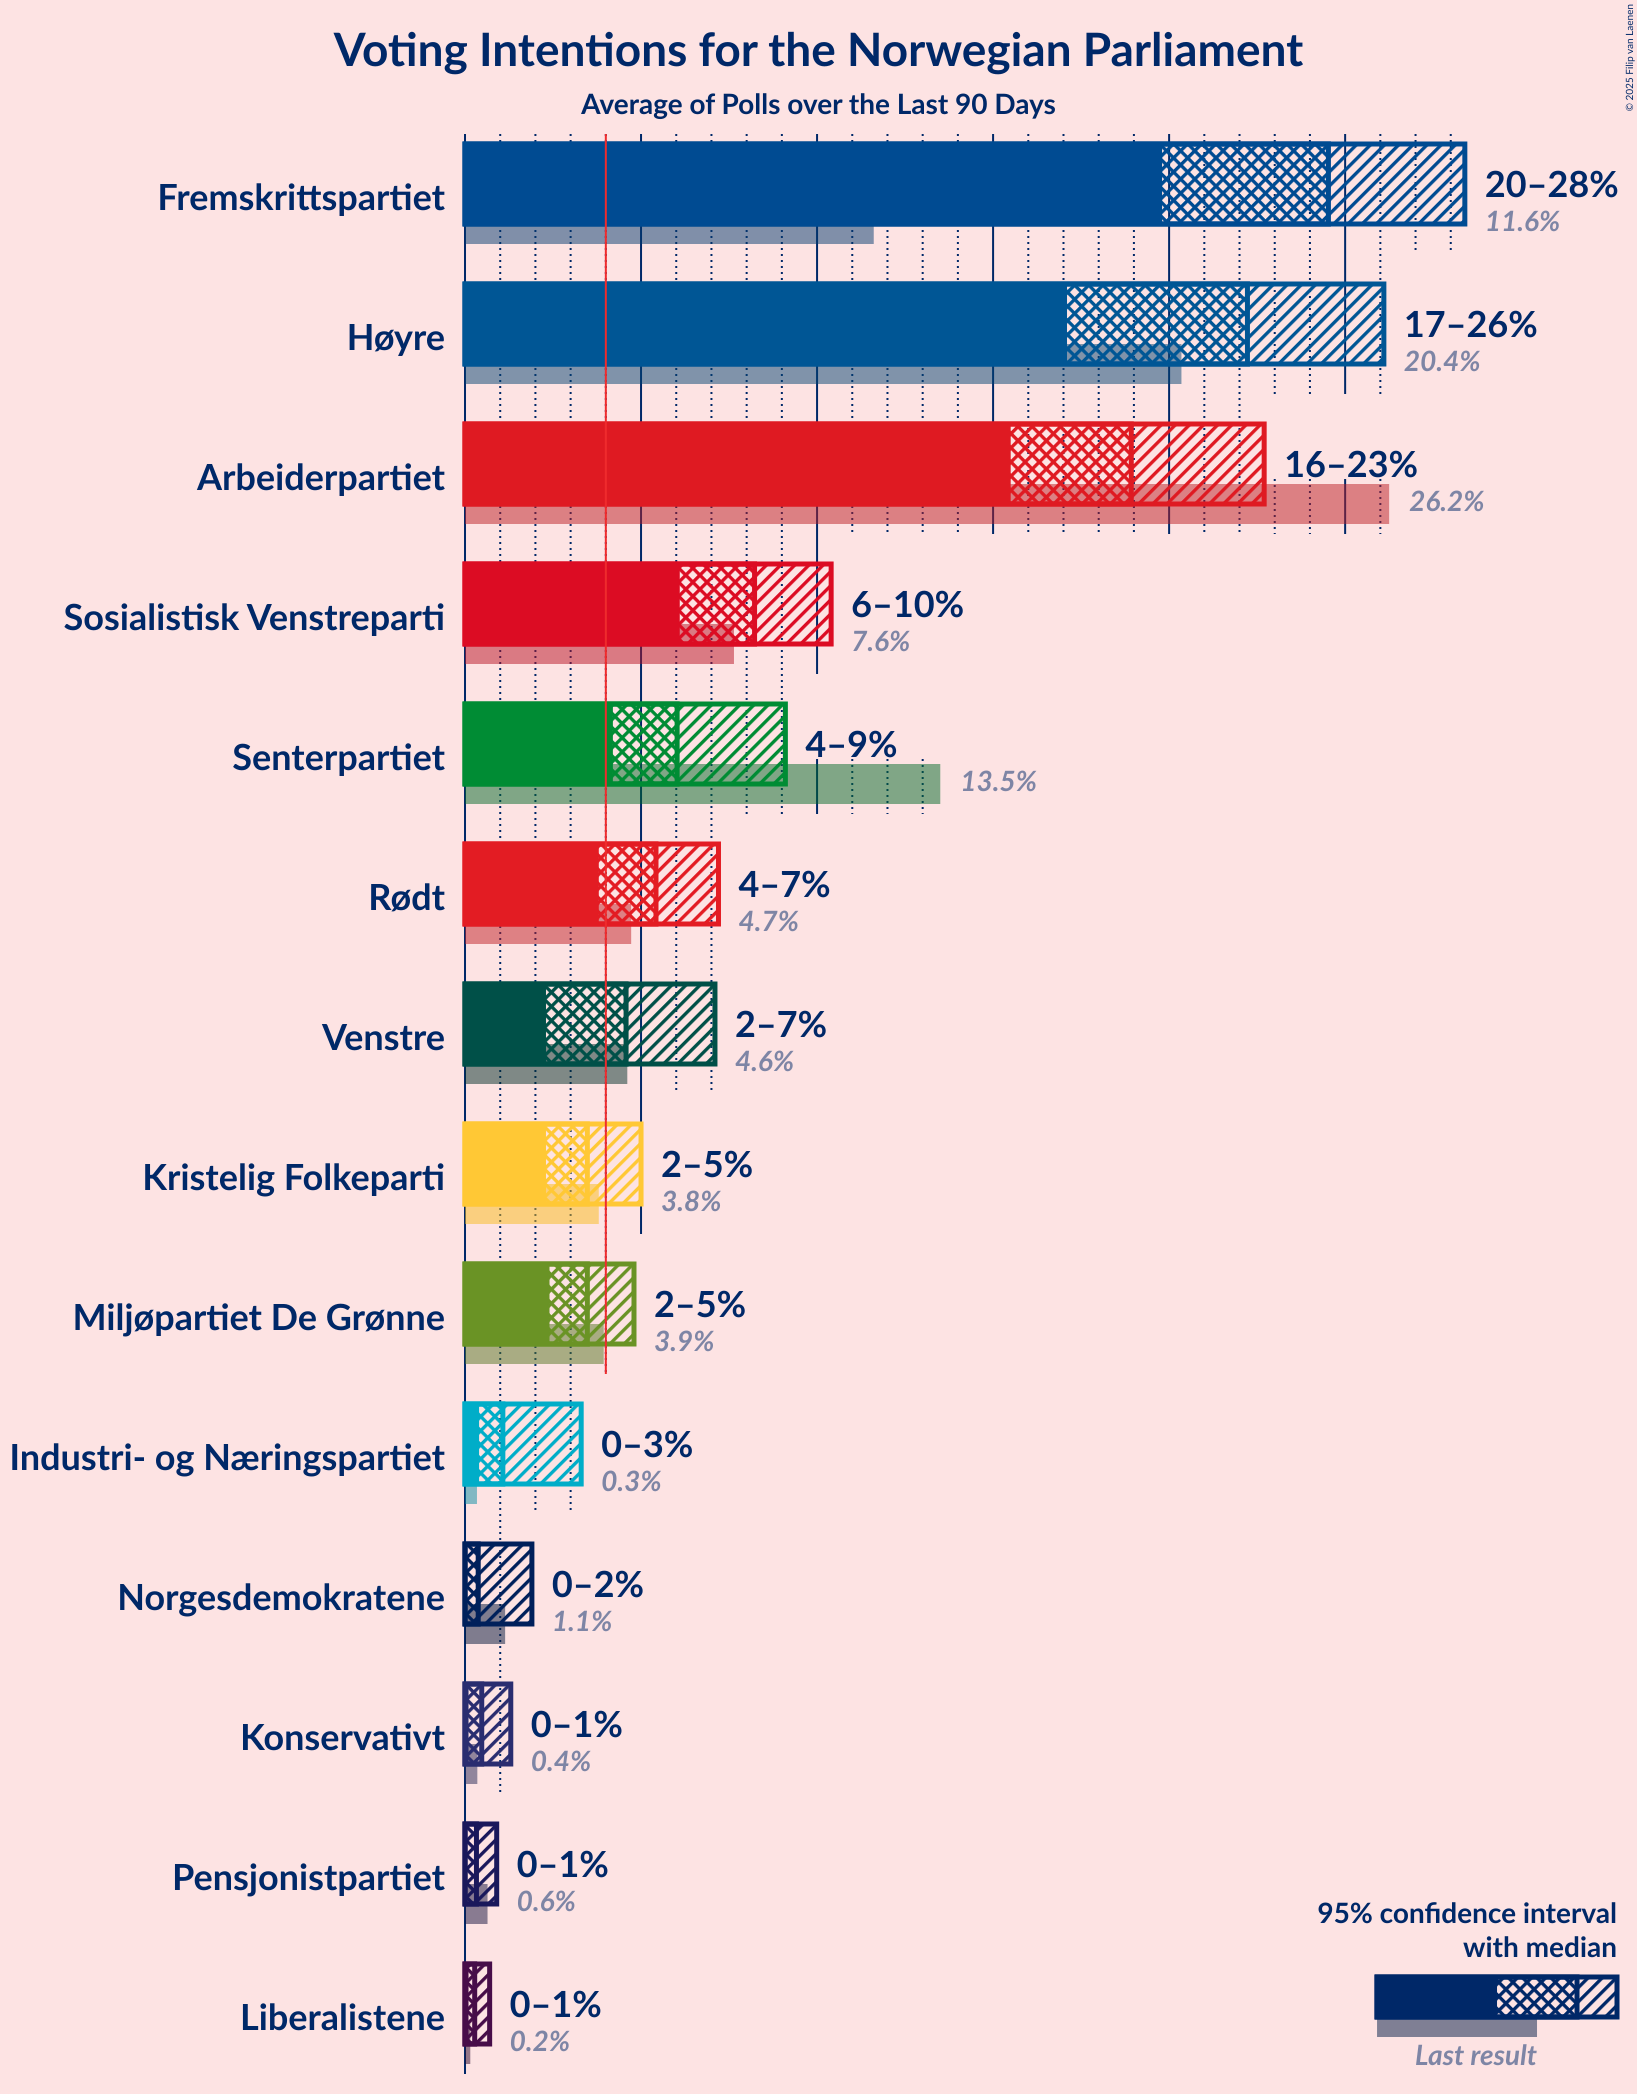 Voting Intentions for the Norwegian Parliament
Average of Polls over the Last 90 Days
© 2025 Filip van Laenen
Fremskrittspartiet
20–28%
11.6%
Høyre
17–26%
20.4%
Arbeiderpartiet
16–23%
26.2%
Sosialistisk Venstreparti
6–10%
7.6%
Senterpartiet
4–9%
13.5%
Rødt
4–7%
4.7%
Venstre
2–7%
4.6%
Kristelig Folkeparti
2–5%
3.8%
Miljøpartiet De Grønne
2–5%
3.9%
Industri- og Næringspartiet
0–3%
0.3%
Norgesdemokratene
0–2%
1.1%
Konservativt
0–1%
0.4%
Pensjonistpartiet
0–1%
0.6%
Liberalistene
0–1%
0.2%
95% confidence interval
with median
Last result